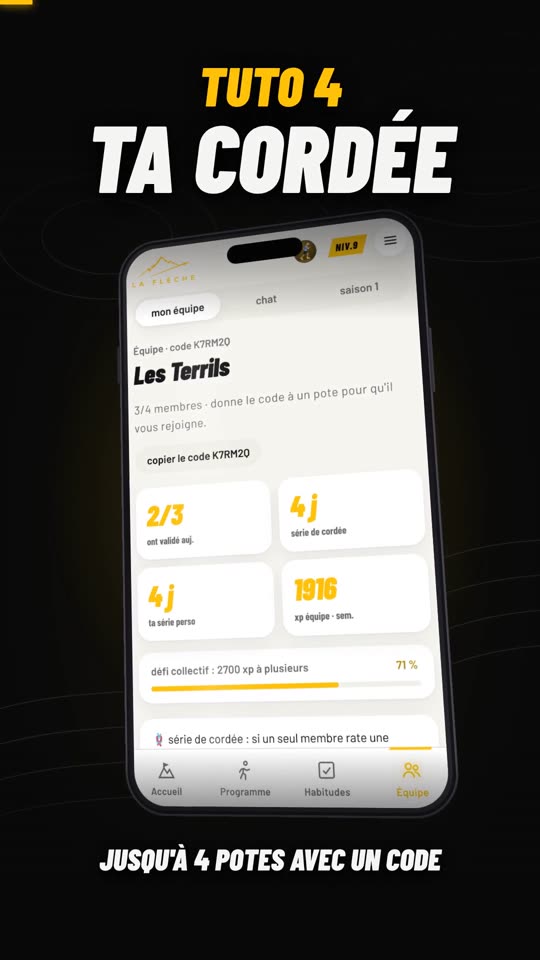 TUTO 4
TA CORDÉE
LA FLÈCHE
NIV.9
mon équipe
chat
saison 1
Équipe · code K7RM2Q
Les Terrils
3/4 membres · donne le code à un pote pour qu'il
vous rejoigne.
copier le code K7RM2Q
2/3
ont validé auj.
4 j
série de cordée
4 j
ta série perso
1916
xp équipe · sem.
défi collectif : 2700 xp à plusieurs
71 %
série de cordée : si un seul membre rate une
Accueil
Programme
Habitudes
Équipe
JUSQU'À 4 POTES AVEC UN CODE